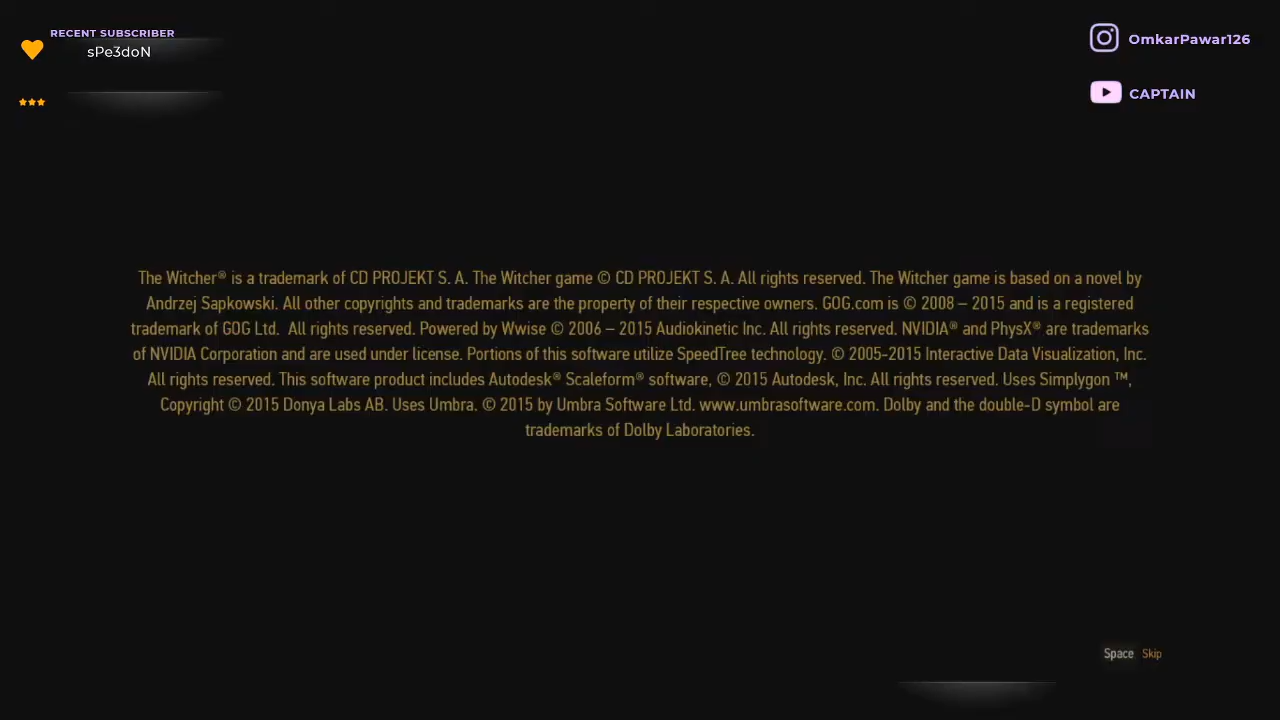 RECENT SUBSCRIBER
sPe3doN
OmkarPawar126
CAPTAIN
The Witcher® is a trademark of CD PROJEKT S. A. The Witcher game © CD PROJEKT S. A. All rights reserved. The Witcher game is based on a novel by
Andrzej Sapkowski. All other copyrights and trademarks are the property of their respective owners. GOG.com is © 2008 – 2015 and is a registered
trademark of GOG Ltd.  All rights reserved. Powered by Wwise © 2006 – 2015 Audiokinetic Inc. All rights reserved. NVIDIA® and PhysX® are trademarks
of NVIDIA Corporation and are used under license. Portions of this software utilize SpeedTree technology. © 2005-2015 Interactive Data Visualization, Inc.
All rights reserved. This software product includes Autodesk® Scaleform® software, © 2015 Autodesk, Inc. All rights reserved. Uses Simplygon ™,
Copyright © 2015 Donya Labs AB. Uses Umbra. © 2015 by Umbra Software Ltd. www.umbrasoftware.com. Dolby and the double-D symbol are
trademarks of Dolby Laboratories.
Space Skip